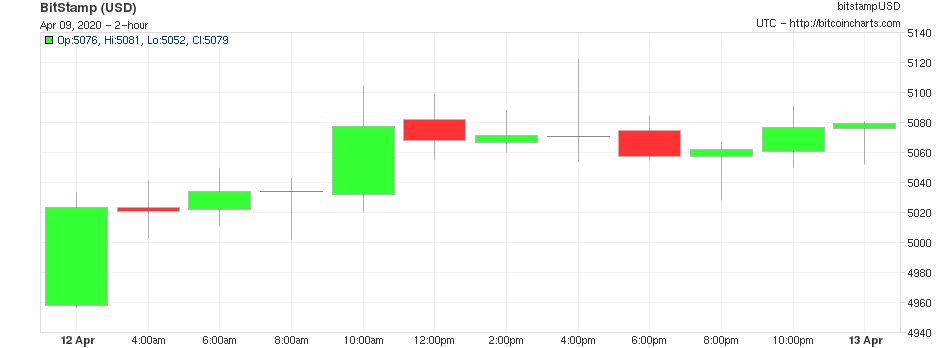 BitStamp (USD)
bitstampUSD
Apr 09, 2020 - 2-hour
UTC - http://bitcoincharts.com
Op:5076, Hi:5081, Lo:5052, Cl:5079
5140
5120
5100
5080
5060
5040
5020
5000
4980
4960
4940
12 Apr 4:00am 6:00am 8:00am 10:00am 12:00pm 2:00pm 4:00pm 6:00pm 8:00pm 10:00pm 13 Apr